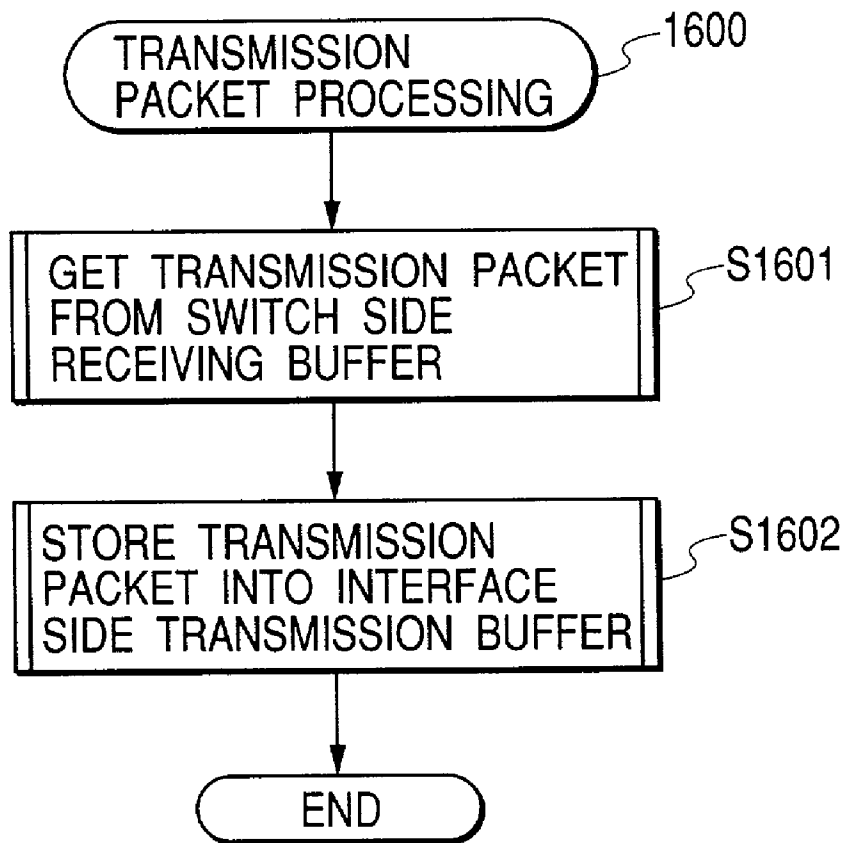 TRANSMISSION
PACKET PROCESSING
1600
GET TRANSMISSION PACKET
FROM SWITCH SIDE
RECEIVING BUFFER
S1601
STORE TRANSMISSION
PACKET INTO INTERFACE
SIDE TRANSMISSION BUFFER
S1602
END